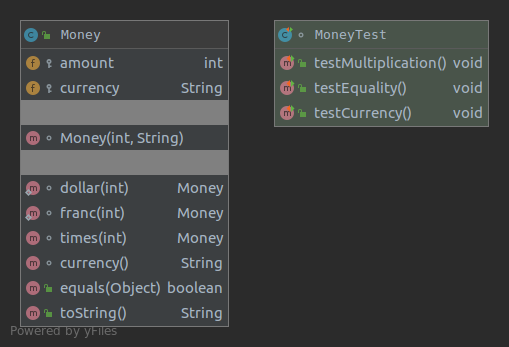 Money
amount int
currency String
Money(int, String)
dollar(int) Money
franc(int) Money
times(int) Money
currency() String
equals(Object) boolean
toString() String
MoneyTest
testMultiplication() void
testEquality() void
testCurrency() void
Powered by yFiles